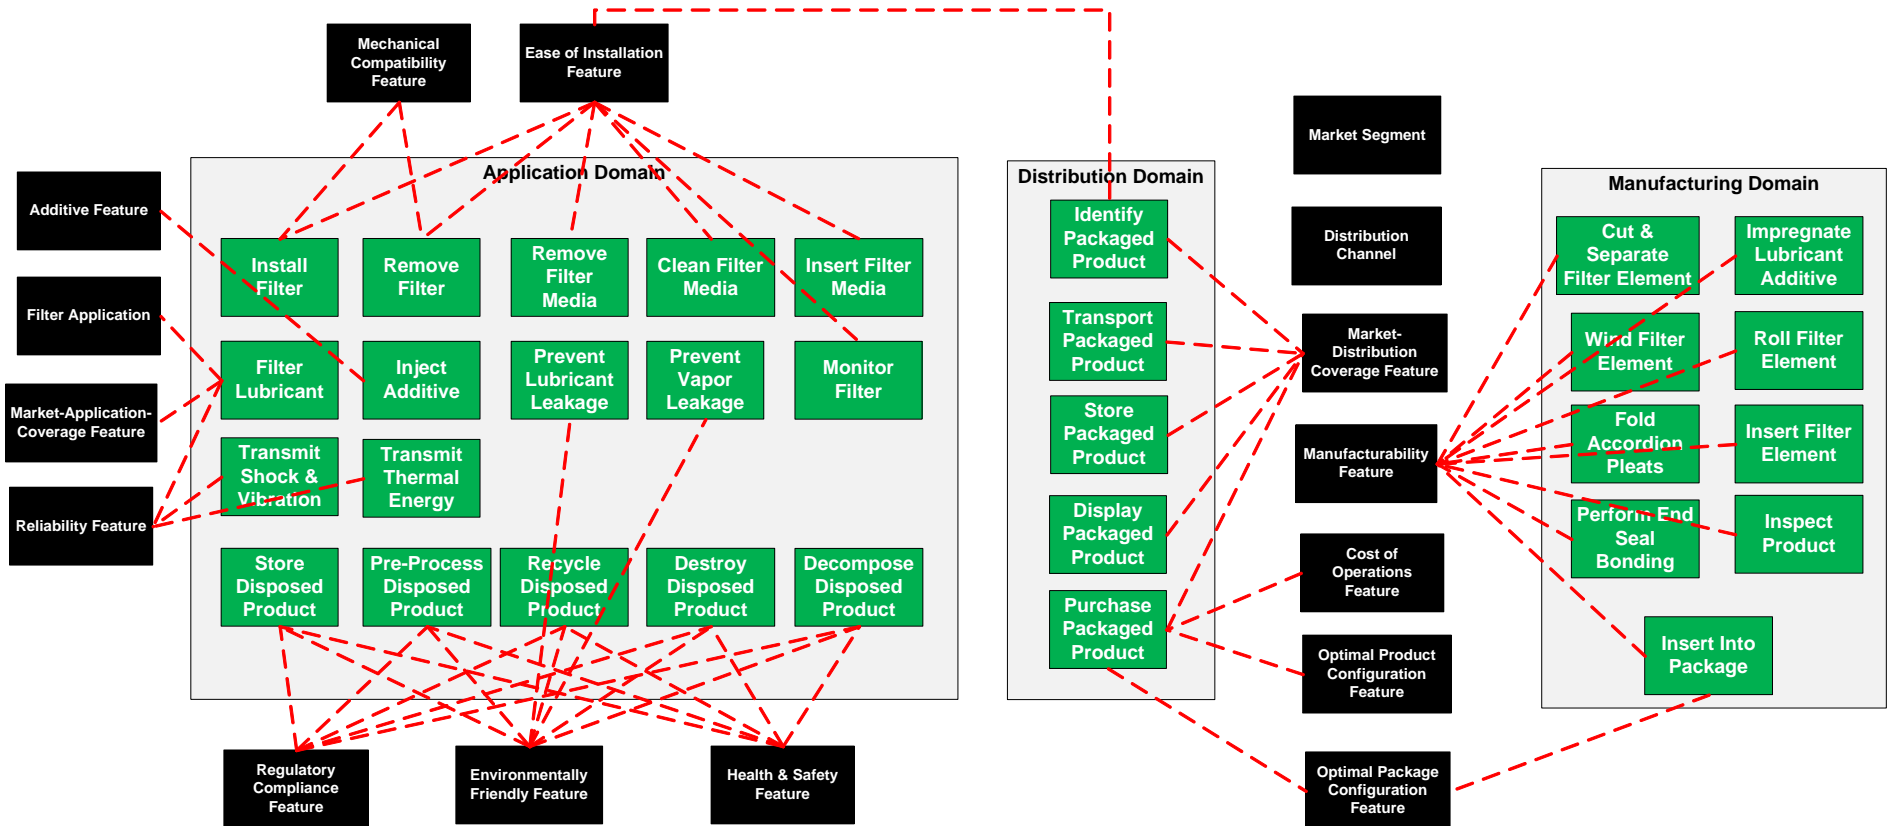 Mechanical
Compatibility
Feature
Ease of Installation
Feature
Market Segment
Application Domain
Distribution Domain
Manufacturing Domain
Additive Feature
Filter Application
Market-Application-
Coverage Feature
Reliability Feature
Install
Filter
Remove
Filter
Remove
Filter
Media
Clean Filter
Media
Insert Filter
Media
Filter
Lubricant
Inject
Additive
Prevent
Lubricant
Leakage
Prevent
Vapor
Leakage
Monitor
Filter
Transmit
Shock &
Vibration
Transmit
Thermal
Energy
Store
Disposed
Product
Pre-Process
Disposed
Product
Recycle
Disposed
Product
Destroy
Disposed
Product
Decompose
Disposed
Product
Regulatory
Compliance
Feature
Environmentally
Friendly Feature
Health & Safety
Feature
Identify
Packaged
Product
Transport
Packaged
Product
Store
Packaged
Product
Display
Packaged
Product
Purchase
Packaged
Product
Distribution
Channel
Market-
Distribution
Coverage Feature
Manufacturability
Feature
Cost of
Operations
Feature
Optimal Product
Configuration
Feature
Optimal Package
Configuration
Feature
Cut &
Separate
Filter Element
Impregnate
Lubricant
Additive
Wind Filter
Element
Roll Filter
Element
Fold
Accordion
Pleats
Insert Filter
Element
Perform End
Seal
Bonding
Inspect
Product
Insert Into
Package